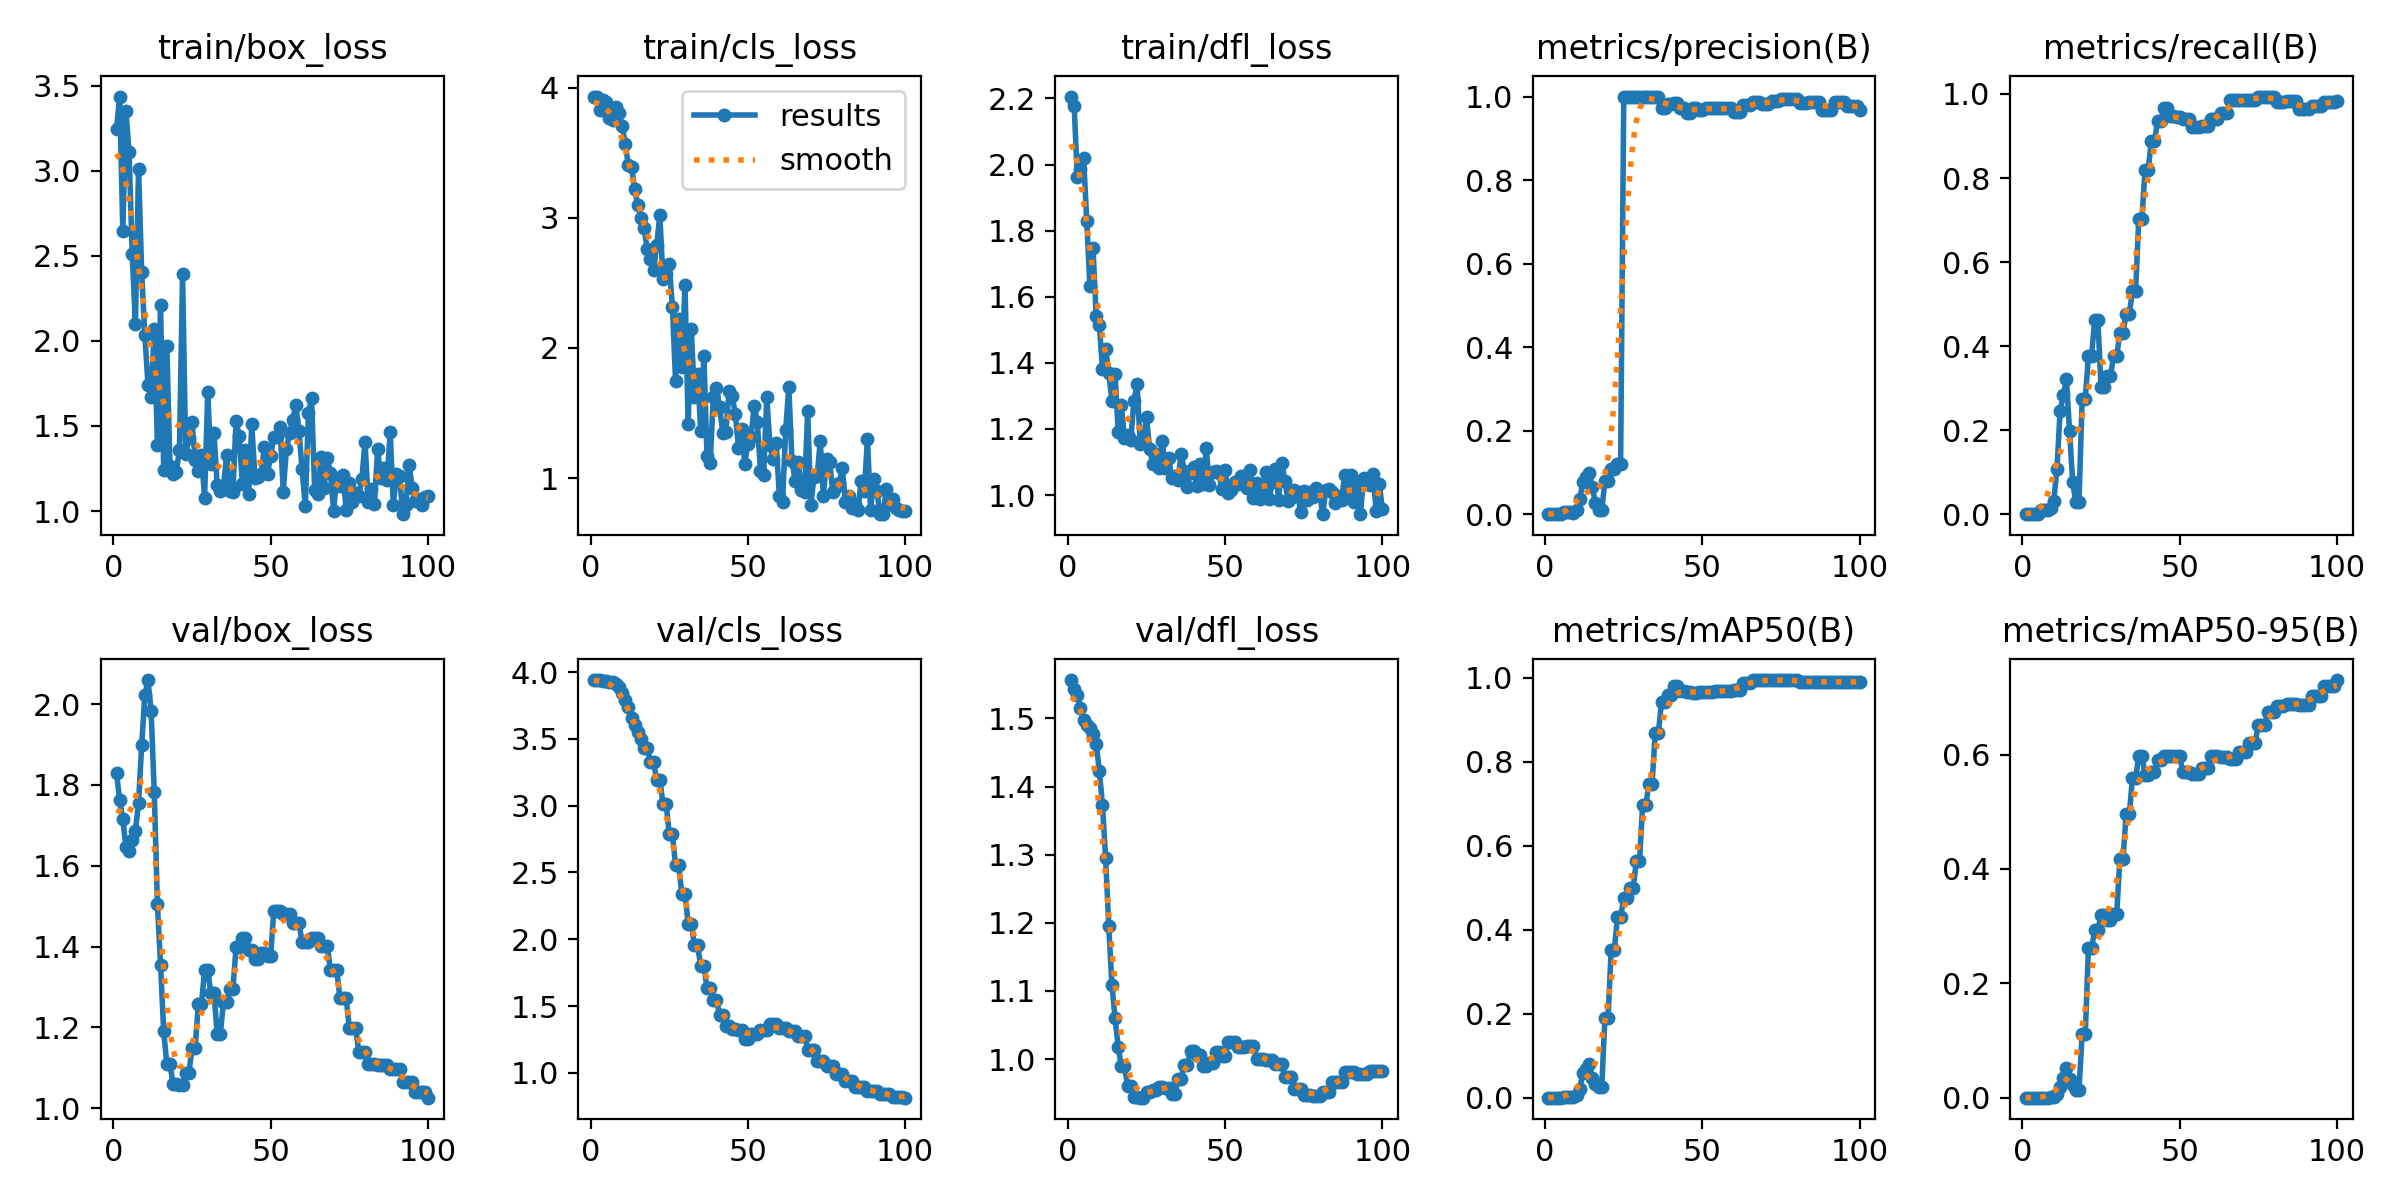 train/box_loss
3.5
3.0
2.5
2.0
1.5
1.0
0 50 100
train/cls_loss
results
smooth
4
3
2
1
0 50 100
train/dfl_loss
2.2
2.0
1.8
1.6
1.4
1.2
1.0
0 50 100
metrics/precision(B)
1.0
0.8
0.6
0.4
0.2
0.0
0 50 100
metrics/recall(B)
1.0
0.8
0.6
0.4
0.2
0.0
0 50 100
val/box_loss
2.0
1.8
1.6
1.4
1.2
1.0
0 50 100
val/cls_loss
4.0
3.5
3.0
2.5
2.0
1.5
1.0
0 50 100
val/dfl_loss
1.5
1.4
1.3
1.2
1.1
1.0
0 50 100
metrics/mAP50(B)
1.0
0.8
0.6
0.4
0.2
0.0
0 50 100
metrics/mAP50-95(B)
0.6
0.4
0.2
0.0
0 50 100